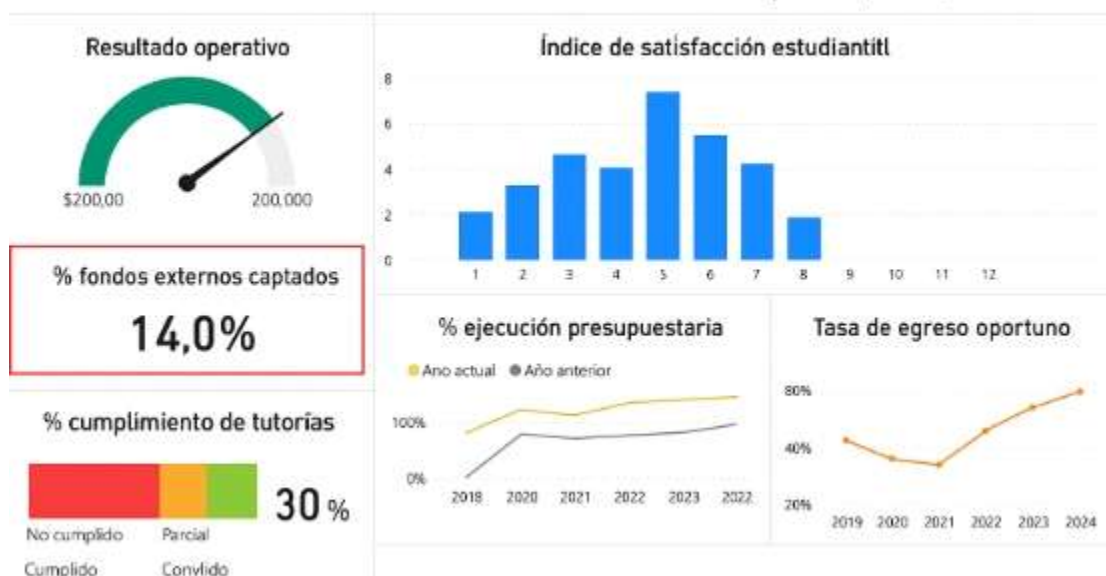 Resultado operativo
$200,00
200,000
% fondos externos captados
14,0%
% cumplimiento de tutorías
30 %
No cumplido Parcial
Cumplido Convlido
Índice de satisfacción estudiantitl
8
6
4
2
0
1 2 3 4 5 6 7 8 9 10 11 12
% ejecución presupuestaria
Ano actual Año anterior
100%
0%
2018 2020 2021 2022 2023 2022
Tasa de egreso oportuno
80%
40%
20%
2019 2020 2021 2022 2023 2024